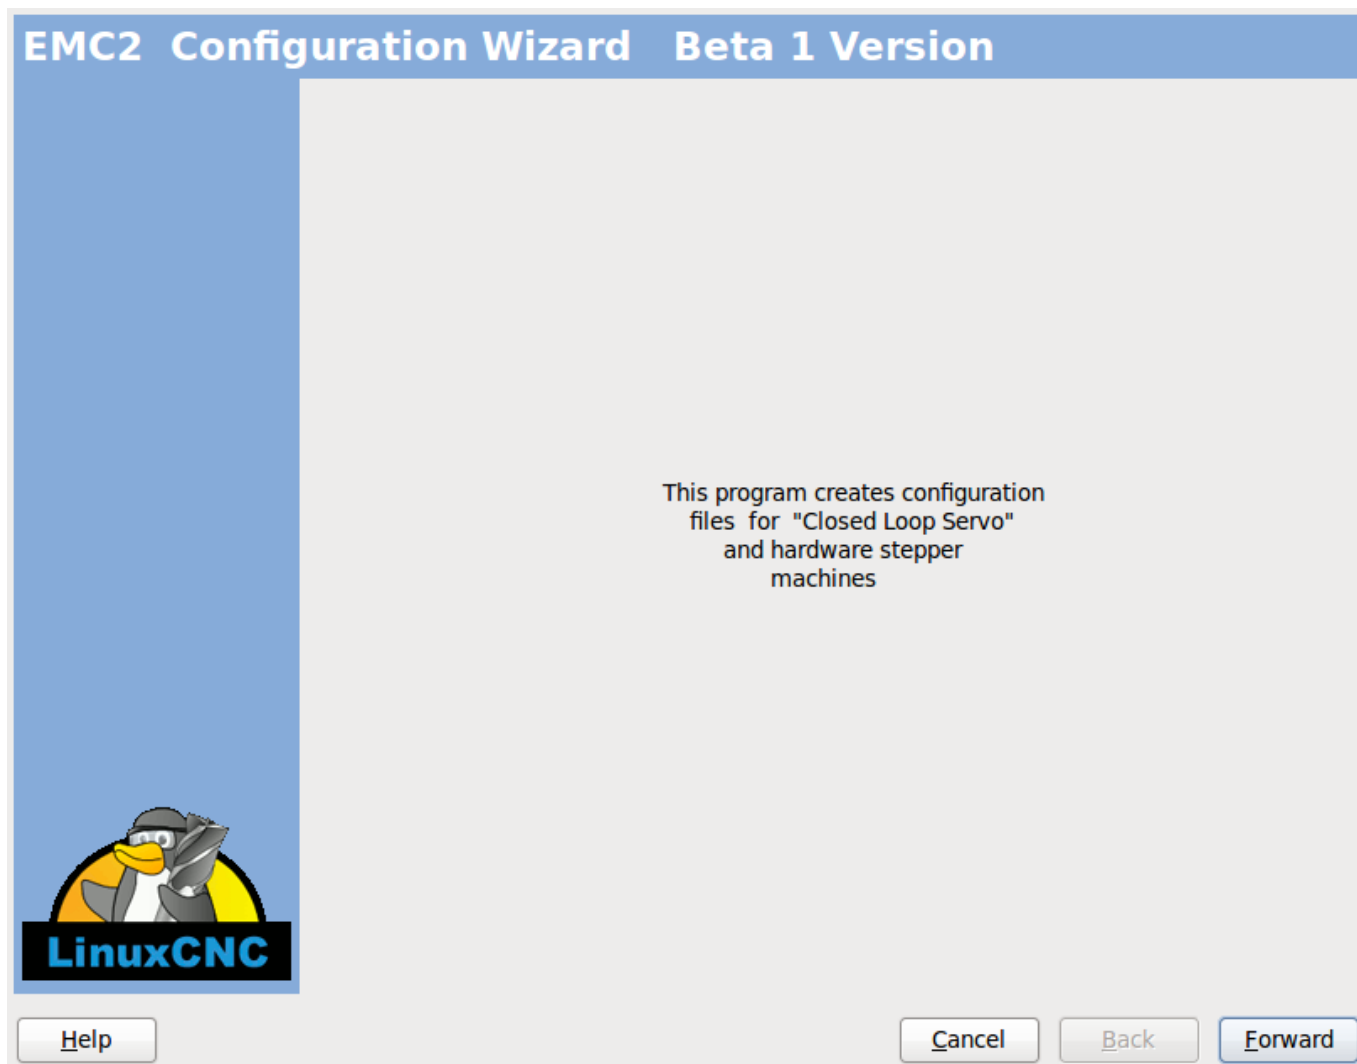 EMC2  Configuration Wizard   Beta 1 Version
This program creates configuration
files  for  "Closed Loop Servo"
and hardware stepper
machines
LinuxCNC
Help
Cancel
Back
Forward